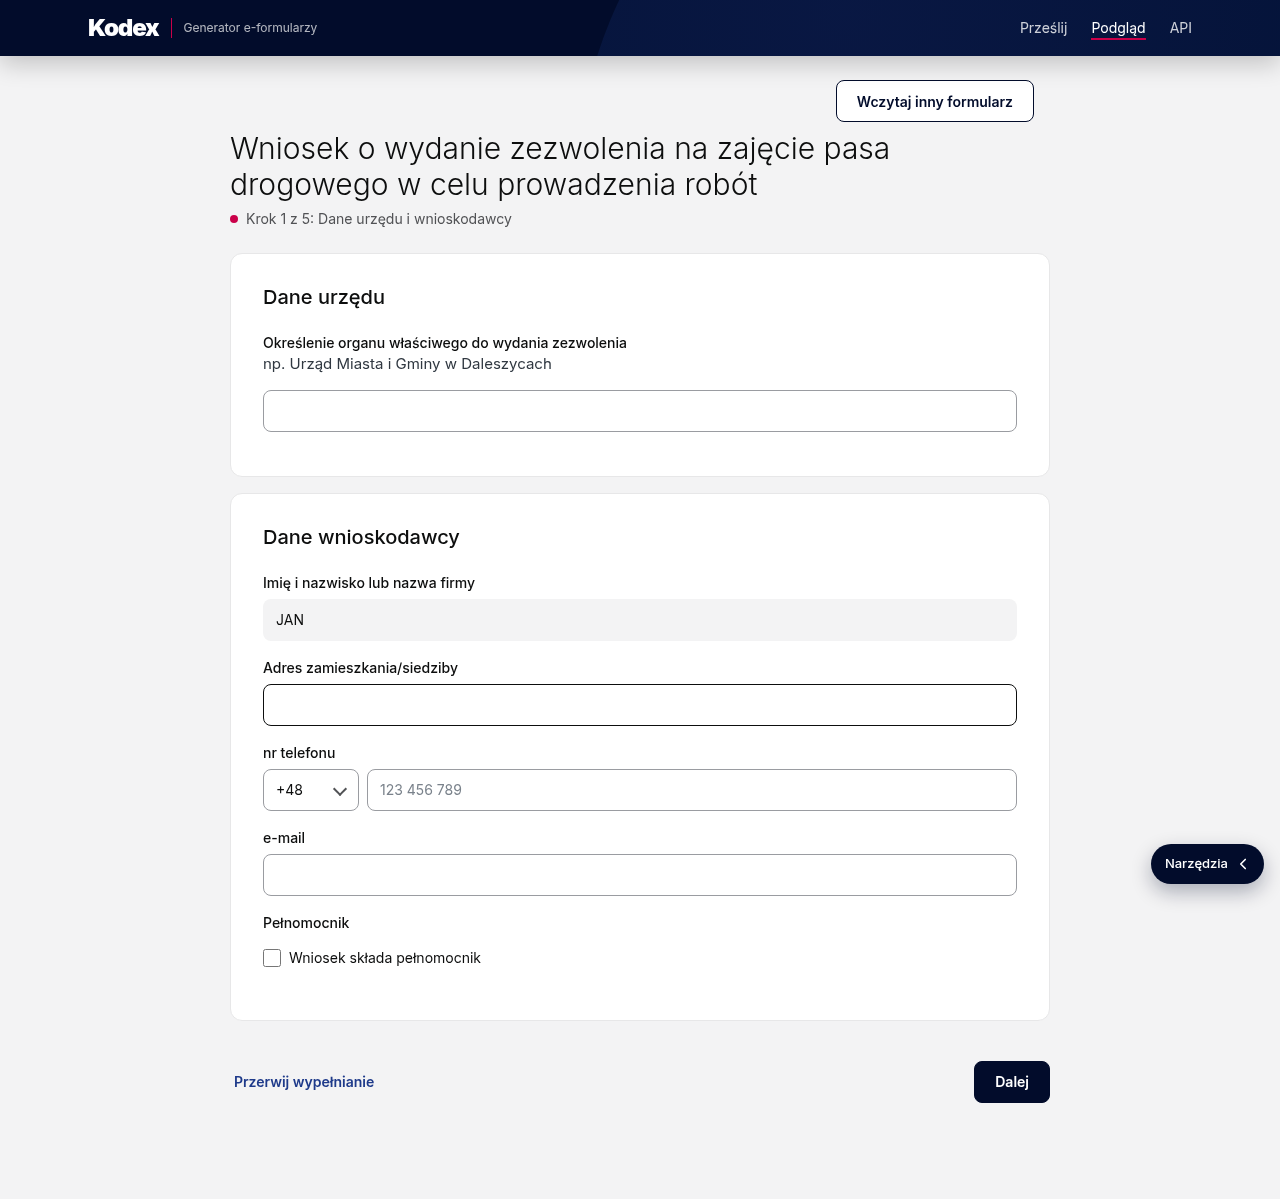 Kodex
Generator e-formularzy
Prześlij
Podgląd
API
Wczytaj inny formularz
Wniosek o wydanie zezwolenia na zajęcie pasa
drogowego w celu prowadzenia robót
Krok 1 z 5: Dane urzędu i wnioskodawcy
Dane urzędu
Określenie organu właściwego do wydania zezwolenia
np. Urząd Miasta i Gminy w Daleszycach
Dane wnioskodawcy
Imię i nazwisko lub nazwa firmy
JAN
Adres zamieszkania/siedziby
nr telefonu
+48
123 456 789
e-mail
Narzędzia
Pełnomocnik
Wniosek składa pełnomocnik
Przerwij wypełnianie
Dalej